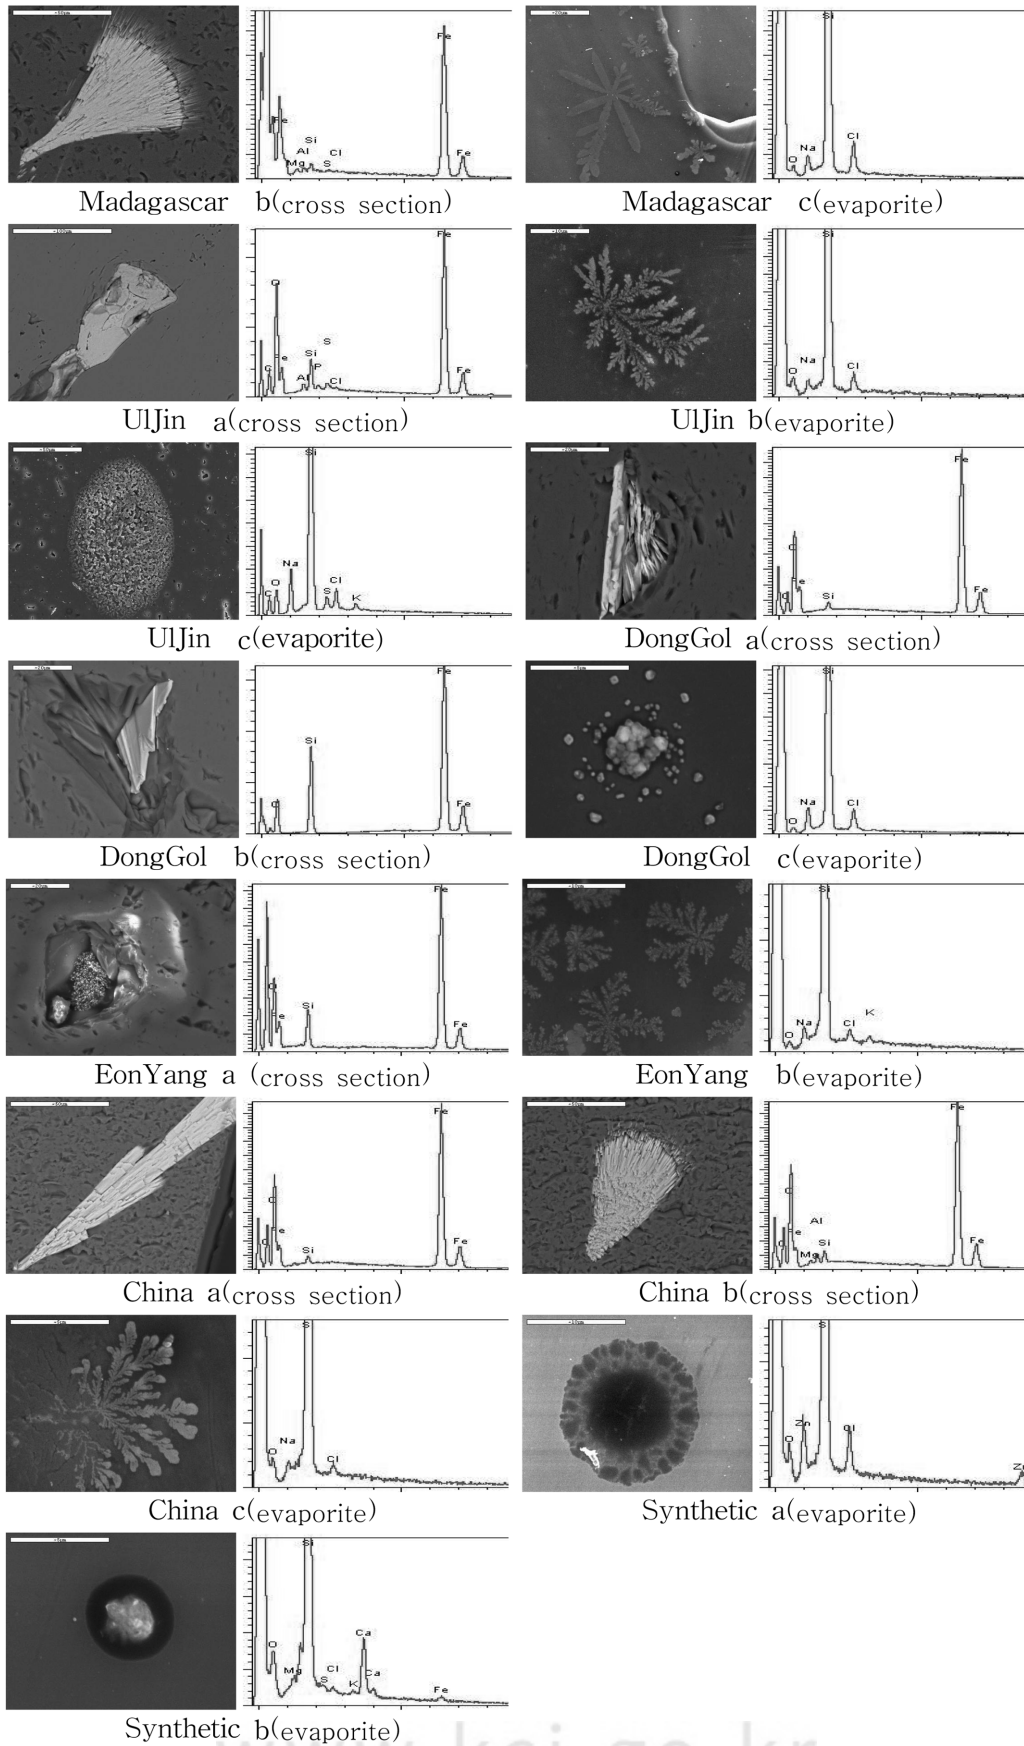 Fe Si Al Cl Mg S Fe
Si Cl Na O
Madagascar b(cross section)
Madagascar c(evaporite)
Fe O S Si P Cl Fe
Si Na Cl O
UlJin a(cross section)
UlJin b(evaporite)
Si Na O Cl S K C
Fe Si Fe
UlJin c(evaporite)
DongGol a(cross section)
Fe Si Fe
Si Na Cl O
DongGol b(cross section)
DongGol c(evaporite)
Fe Si Fe
Si K Na Cl O
EonYang a (cross section)
EonYang b(evaporite)
Fe Si Fe
Fe Al Si Mg Fe
China a(cross section)
China b(cross section)
Na O Cl
Zn O Cl
China c(evaporite)
Synthetic a(evaporite)
Si Ca O Mg Cl S K Ca Fe
Synthetic b(evaporite)